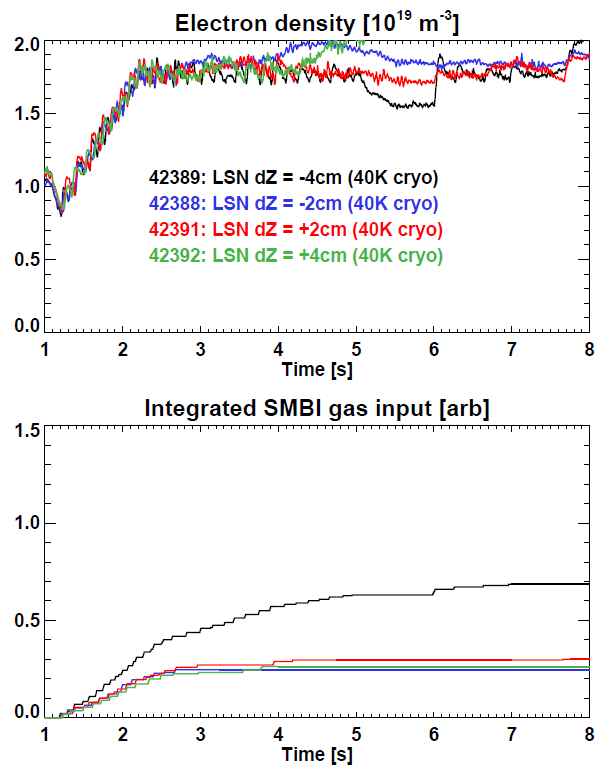 Electron density [10¹⁹ m⁻³]
2.0
1.5
1.0
0.5
0.0
42389: LSN dZ = -4cm (40K cryo)
42388: LSN dZ = -2cm (40K cryo)
42391: LSN dZ = +2cm (40K cryo)
42392: LSN dZ = +4cm (40K cryo)
1 2 3 4 5 6 7 8
Time [s]
Integrated SMBI gas input [arb]
1.5
1.0
0.5
0.0
1 2 3 4 5 6 7 8
Time [s]